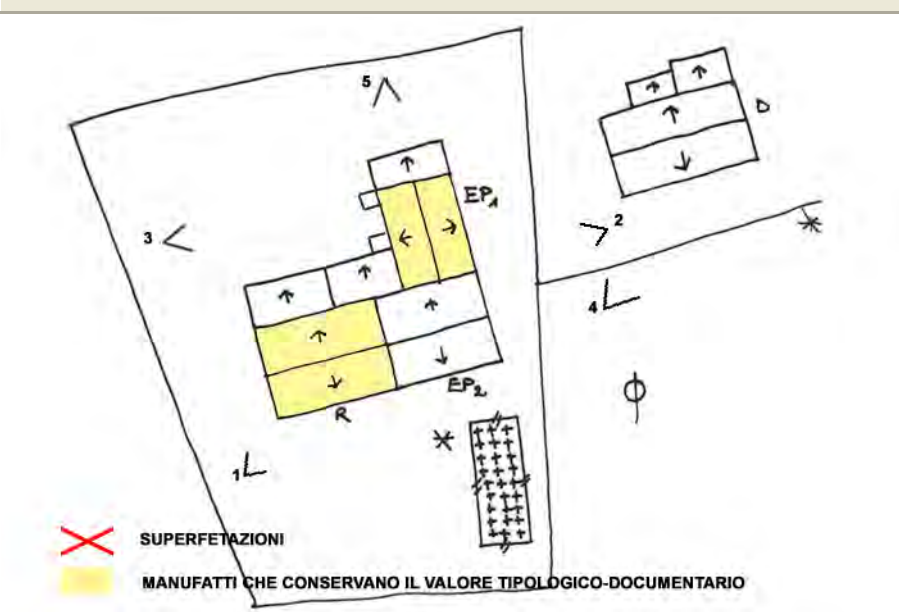 5
D
EP1
3
2
4
EP2
R
1
SUPERFETAZIONI
MANUFATTI CHE CONSERVANO IL VALORE TIPOLOGICO-DOCUMENTARIO